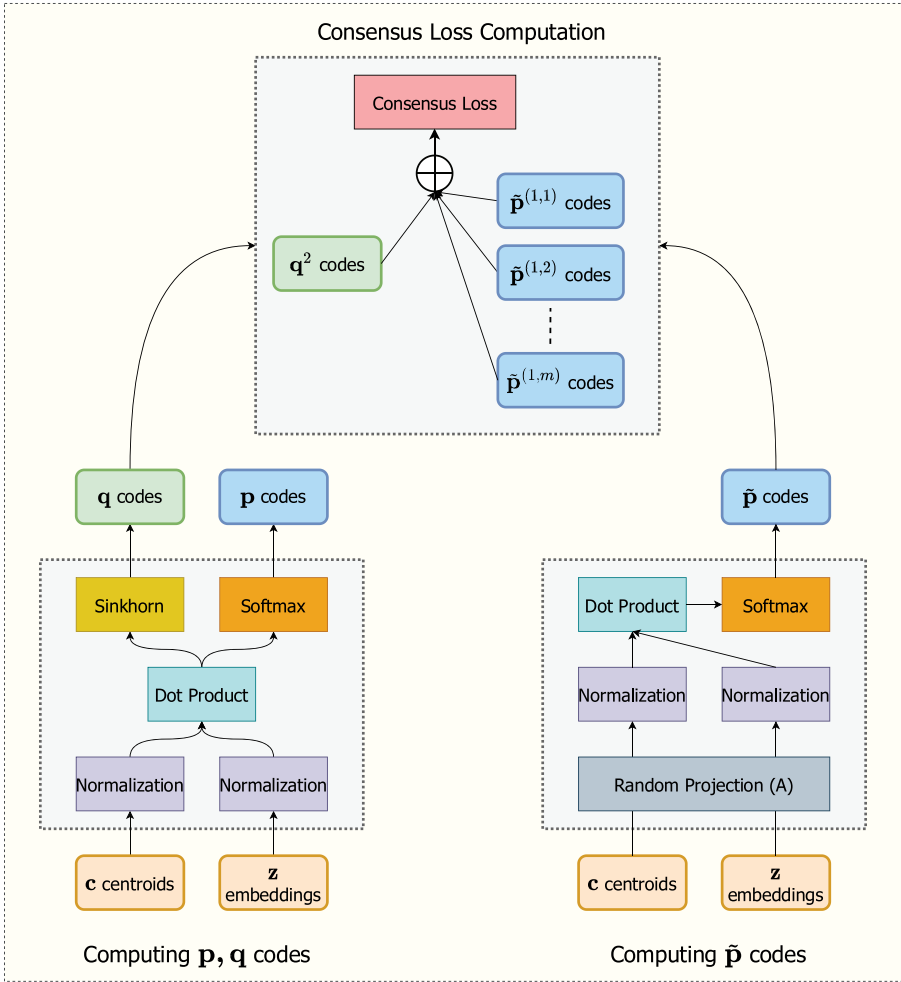 Consensus Loss Computation
Consensus Loss
p̃^(1,1) codes
q² codes
p̃^(1,2) codes
p̃^(1,m) codes
q codes
p codes
p̃ codes
Sinkhorn
Softmax
Dot Product
Softmax
Dot Product
Normalization
Normalization
Normalization
Normalization
Random Projection (A)
c centroids
z
embeddings
c centroids
z
embeddings
Computing p, q codes
Computing p̃ codes